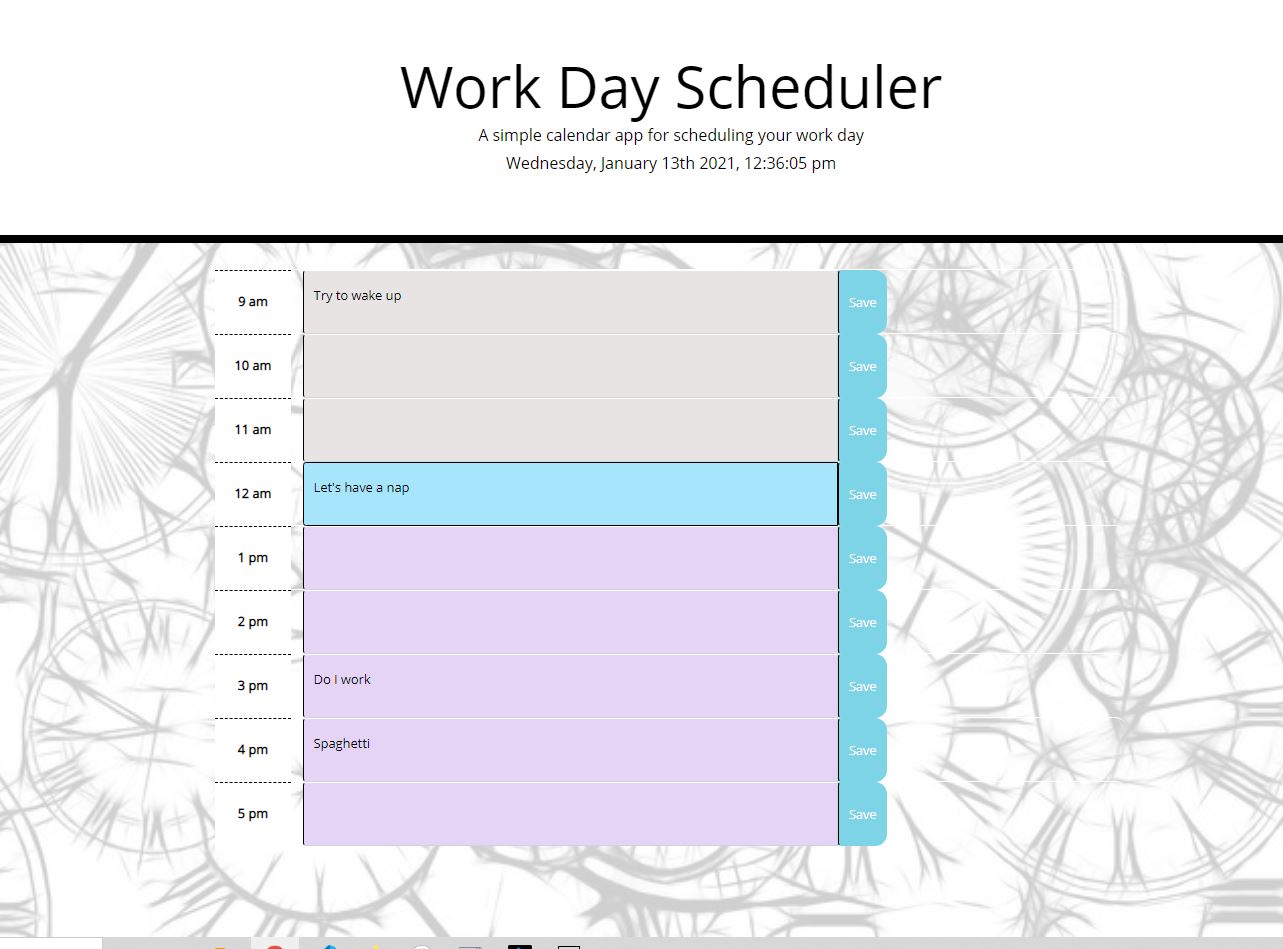 Work Day Scheduler
A simple calendar app for scheduling your work day
Wednesday, January 13th 2021, 12:36:05 pm
9 am Try to wake up Save
10 am Save
11 am Save
12 am Let's have a nap Save
1 pm Save
2 pm Save
3 pm Do I work Save
4 pm Spaghetti Save
5 pm Save